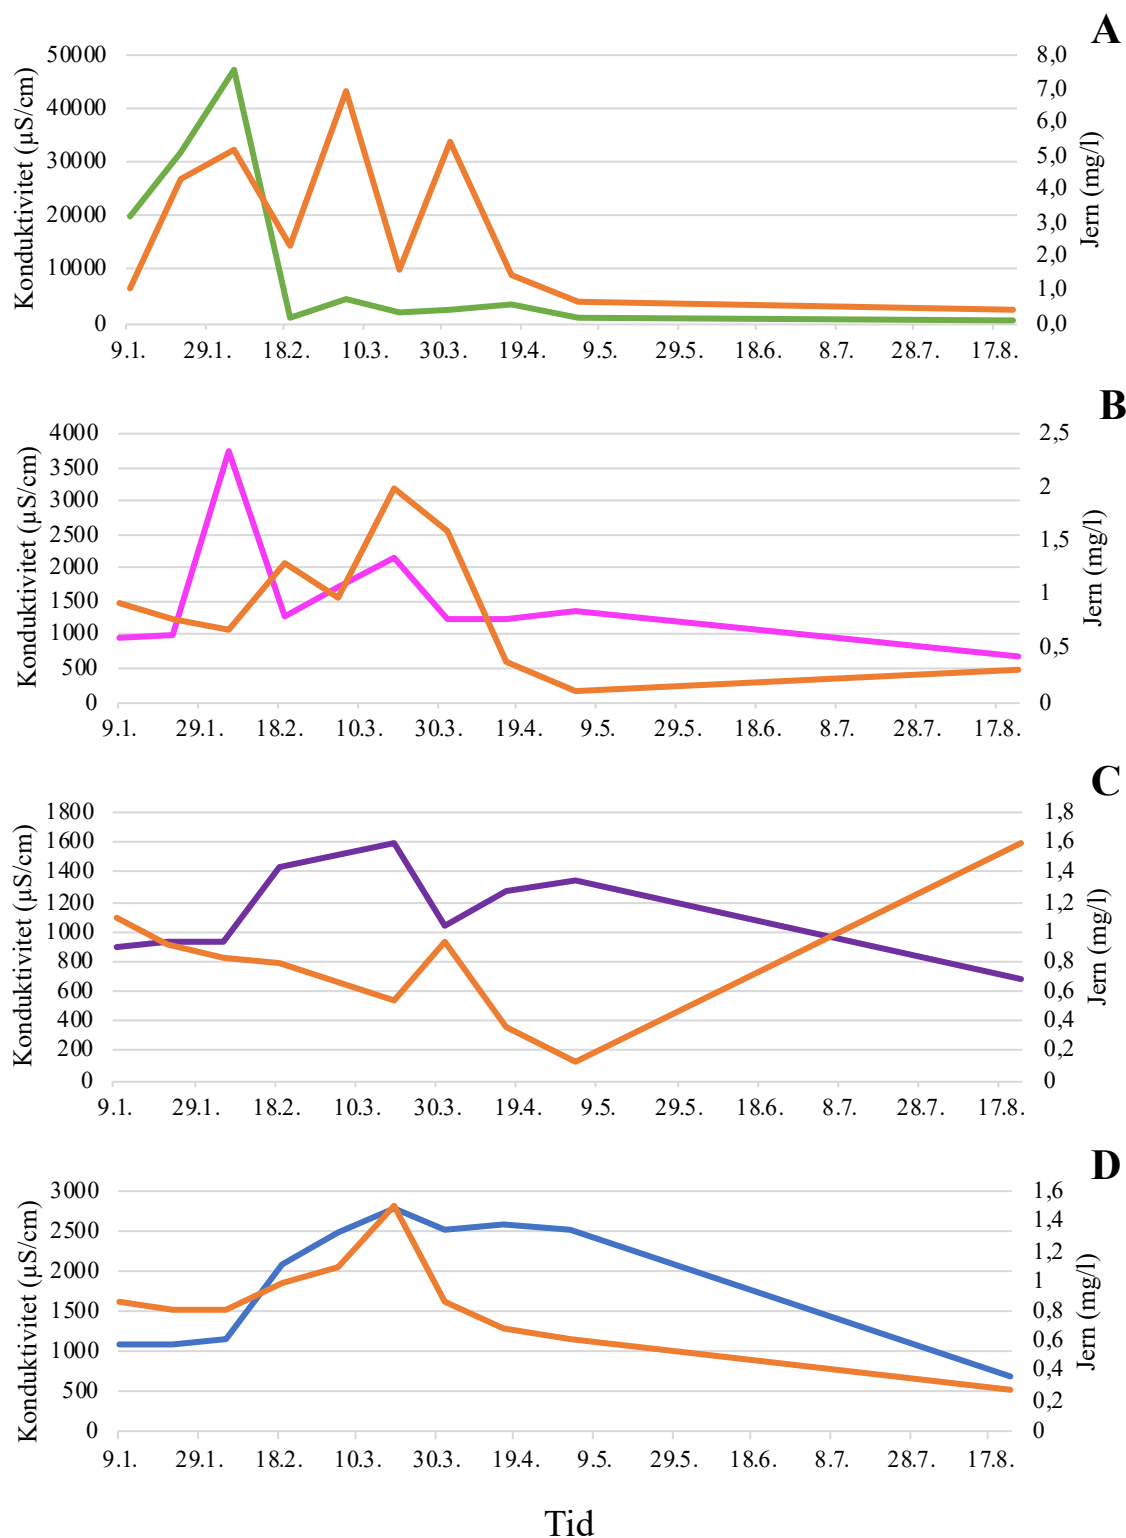 A
50000 8,0
7,0
40000 6,0
30000 5,0
4,0
20000 3,0
2,0
10000 1,0
0 0,0
Konduktivitet (µS/cm)
Jern (mg/l)
9.1. 29.1. 18.2. 10.3. 30.3. 19.4. 9.5. 29.5. 18.6. 8.7. 28.7. 17.8.
B
4000 2,5
3500
3000 2
2500
1,5
2000
1500 1
1000
0,5
500
0 0
Konduktivitet (µS/cm)
Jern (mg/l)
9.1. 29.1. 18.2. 10.3. 30.3. 19.4. 9.5. 29.5. 18.6. 8.7. 28.7. 17.8.
C
1800 1,8
1600 1,6
1400 1,4
1200 1,2
1000 1
800 0,8
600 0,6
400 0,4
200 0,2
0 0
Konduktivitet (µS/cm)
Jern (mg/l)
9.1. 29.1. 18.2. 10.3. 30.3. 19.4. 9.5. 29.5. 18.6. 8.7. 28.7. 17.8.
D
3000 1,6
1,4
2500
1,2
2000
1
1500 0,8
0,6
1000
0,4
500
0,2
0 0
Konduktivitet (µS/cm)
Jern (mg/l)
9.1. 29.1. 18.2. 10.3. 30.3. 19.4. 9.5. 29.5. 18.6. 8.7. 28.7. 17.8.
Tid